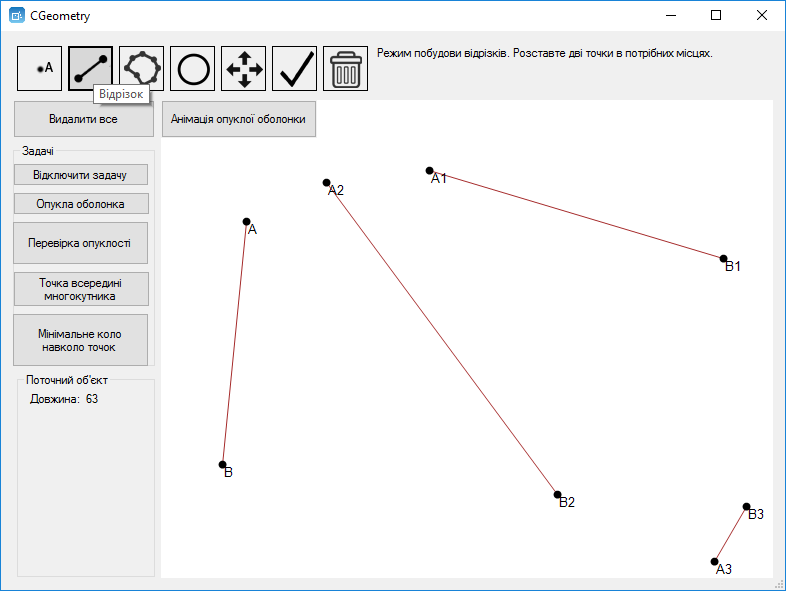 CGeometry
A
Режим побудови відрізків. Розставте дві точки в потрібних місцях.
Відрізок
Видалити все
Анімація опуклої оболонки
Задачі
Відключити задачу
Опукла оболонка
Перевірка опуклості
Точка всередині
многокутника
Мінімальне коло
навколо точок
Поточний об'єкт
Довжина: 63
A1
A2
A
B1
B
B2
B3
A3